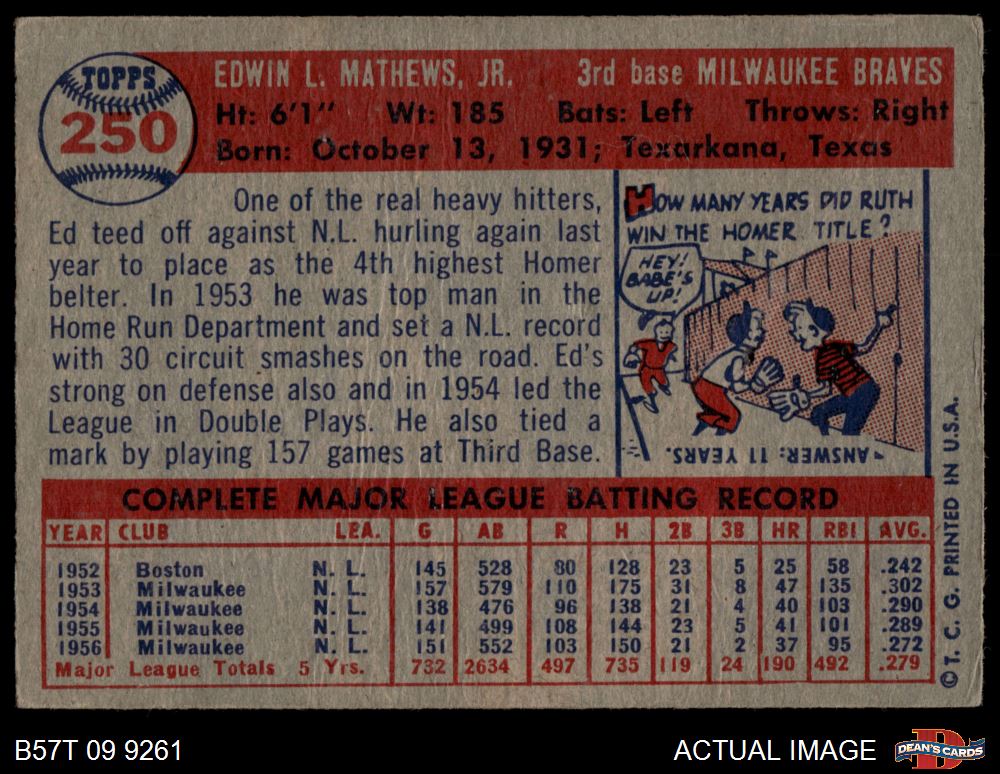 TOPPS
250
EDWIN L. MATHEWS, JR. 3rd base MILWAUKEE BRAVES
Ht: 6'1" Wt: 185 Bats: Left Throws: Right
Born: October 13, 1931; Texarkana, Texas
One of the real heavy hitters,
Ed teed off against N.L. hurling again last
year to place as the 4th highest Homer
belter. In 1953 he was top man in the
Home Run Department and set a N.L. record
with 30 circuit smashes on the road. Ed's
strong on defense also and in 1954 led the
League in Double Plays. He also tied a
mark by playing 157 games at Third Base.
HOW MANY YEARS DID RUTH
WIN THE HOMER TITLE?
HEY!
BABE'S
UP!
ANSWER: 11 YEARS.
COMPLETE MAJOR LEAGUE BATTING RECORD
YEAR CLUB LEA. G AB R H 2B 3B HR RBI AVG.
1952 Boston N. L. 145 528 80 128 23 5 25 58 .242
1953 Milwaukee N. L. 157 579 110 175 31 8 47 135 .302
1954 Milwaukee N. L. 138 476 96 138 21 4 40 103 .290
1955 Milwaukee N. L. 141 499 108 144 23 5 41 101 .289
1956 Milwaukee N. L. 151 552 103 150 21 2 37 95 .272
Major League Totals 5 Yrs. 732 2634 497 735 119 24 190 492 .279
© T. C. G. PRINTED IN U.S.A.
B57T 09 9261
ACTUAL IMAGE
DEAN'S CARDS